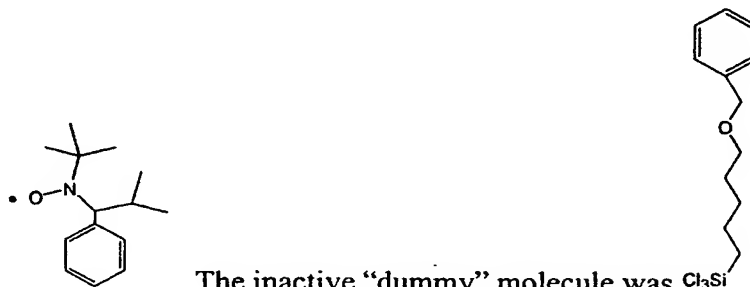 O
O N
The inactive “dummy” molecule was Cl₃Si